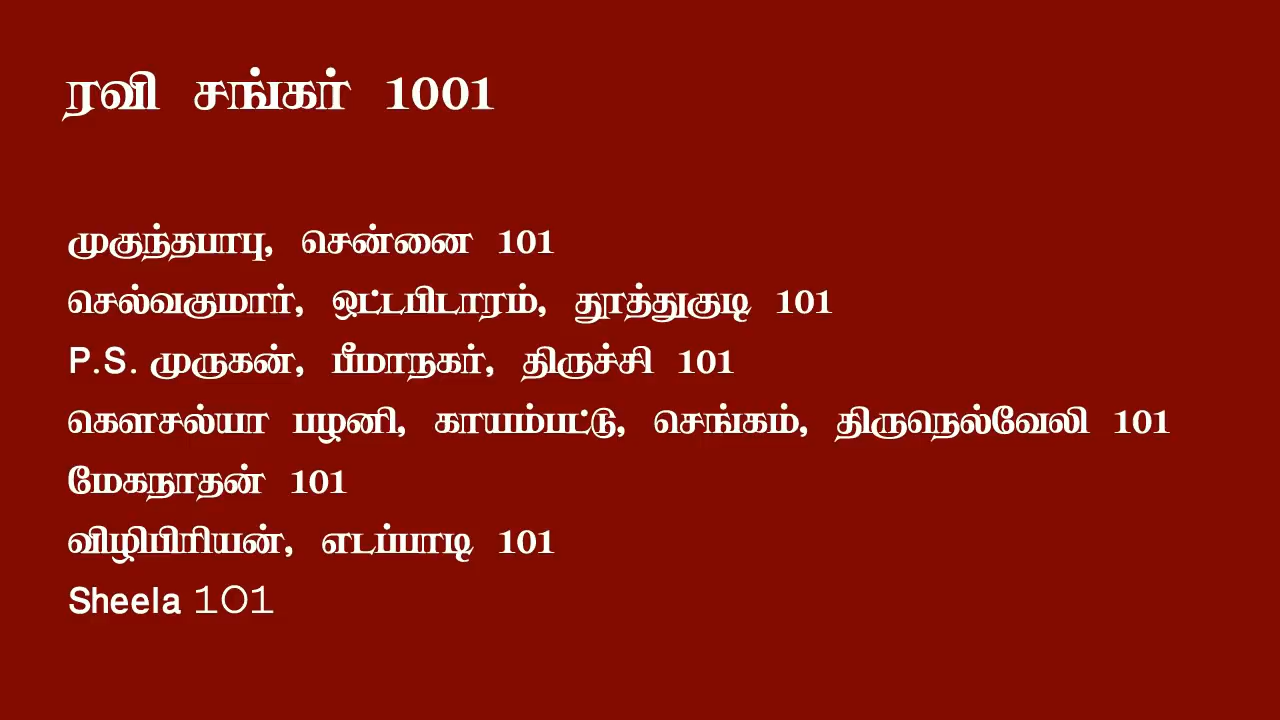 ரவி சங்கர் 1001
முகுந்தபாபு, சென்னை 101
செல்வகுமார், ஒட்டபிடாரம், தூத்துகுடி 101
P.S. முருகன், பீமாநகர், திருச்சி 101
கௌசல்யா பழனி, காயம்பட்டு, செங்கம், திருநெல்வேலி 101
மேகநாதன் 101
விழிபிரியன், எடப்பாடி 101
Sheela 101